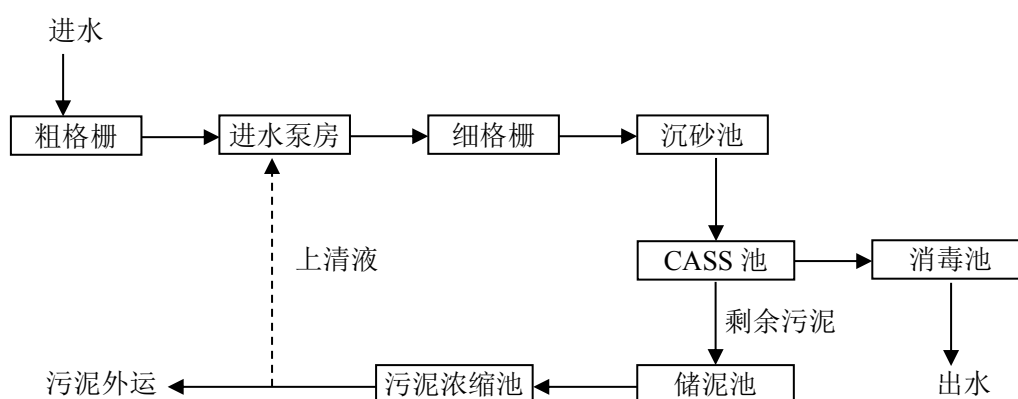 进水
粗格栅
进水泵房
细格栅
沉砂池
上清液
CASS 池
消毒池
剩余污泥
污泥外运
污泥浓缩池
储泥池
出水